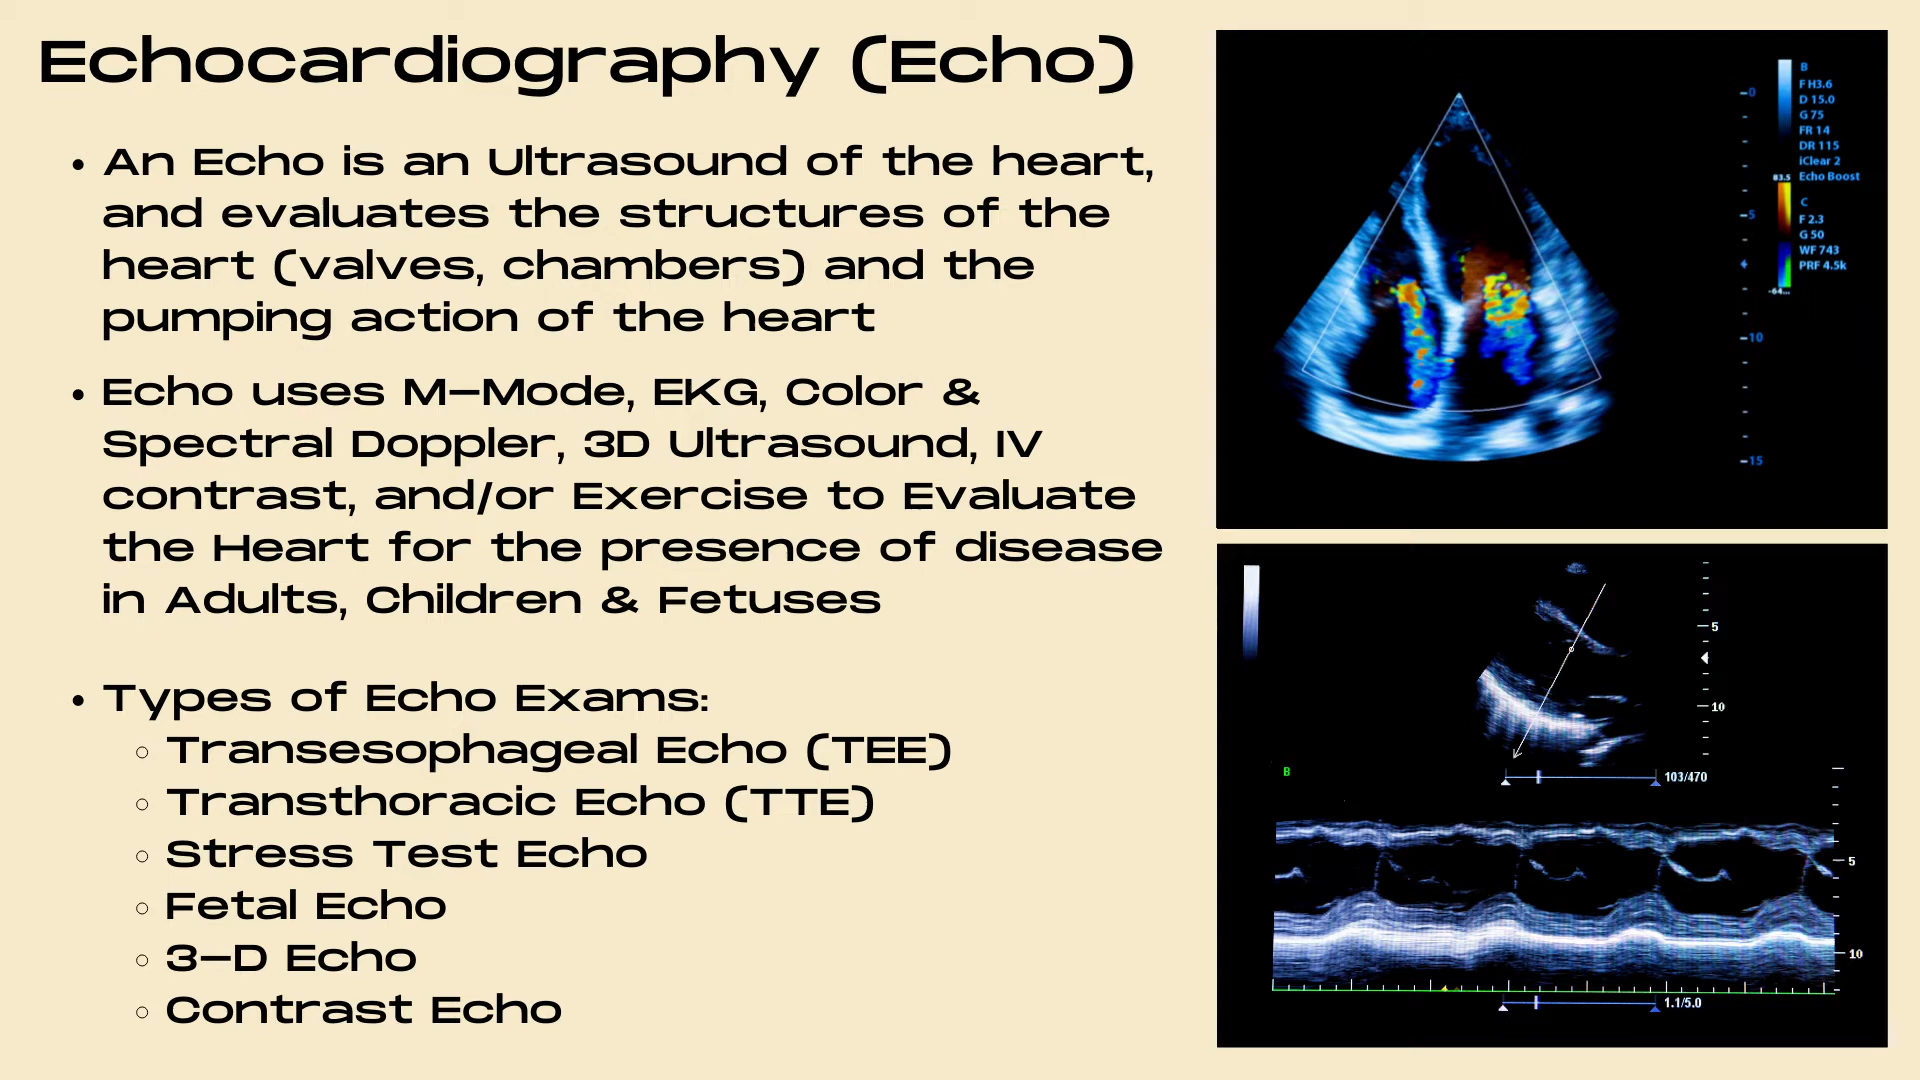 Echocardiography (Echo)
• An Echo is an Ultrasound of the heart,
and evaluates the structures of the
heart (valves, chambers) and the
pumping action of the heart
• Echo uses M-Mode, EKG, Color &
Spectral Doppler, 3D Ultrasound, IV
contrast, and/or Exercise to Evaluate
the Heart for the presence of disease
in Adults, Children & Fetuses
• Types of Echo Exams:
○ Transesophageal Echo (TEE)
○ Transthoracic Echo (TTE)
○ Stress Test Echo
○ Fetal Echo
○ 3-D Echo
○ Contrast Echo
B
F H3.6
D 15.0
G 75
FR 14
DR 115
iClear 2
83.5 Echo Boost
C
F 2.3
G 50
WF 743
PRF 4.5k
-64...
0
5
10
15
5
10
B
103/470
5
10
1.1/5.0